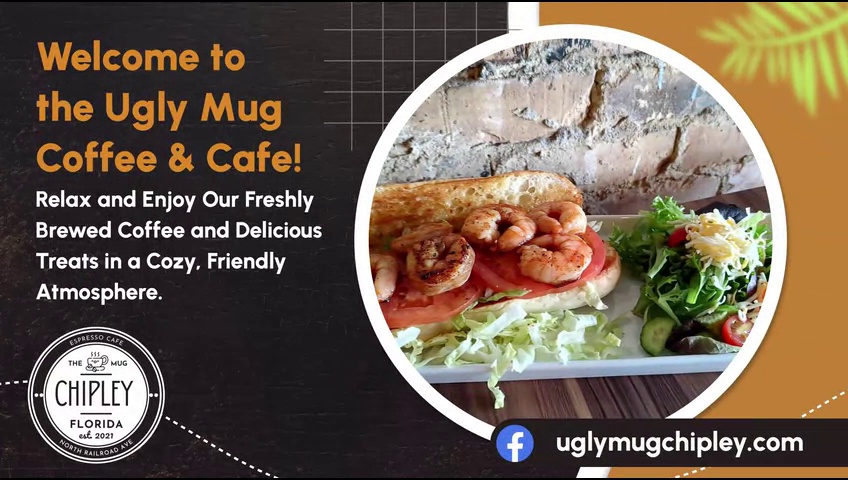 Welcome to
the Ugly Mug
Coffee & Cafe!
Relax and Enjoy Our Freshly
Brewed Coffee and Delicious
Treats in a Cozy, Friendly
Atmosphere.
ESPRESSO CAFE
THE MUG
CHIPLEY
FLORIDA
est. 2021
NORTH RAILROAD AVE
uglymugchipley.com